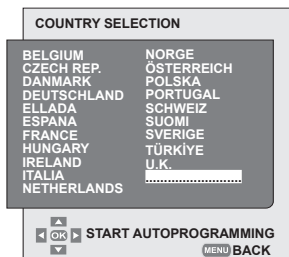 COUNTRY SELECTION
BELGIUM
CZECH REP.
DANMARK
DEUTSCHLAND
ELLADA
ESPANA
FRANCE
HUNGARY
IRELAND
ITALIA
NETHERLANDS
NORGE
ÖSTERREICH
POLSKA
PORTUGAL
SCHWEIZ
SUOMI
SVERIGE
TÜRKİYE
U.K.
.........................
OK START AUTOPROGRAMMING
MENU BACK